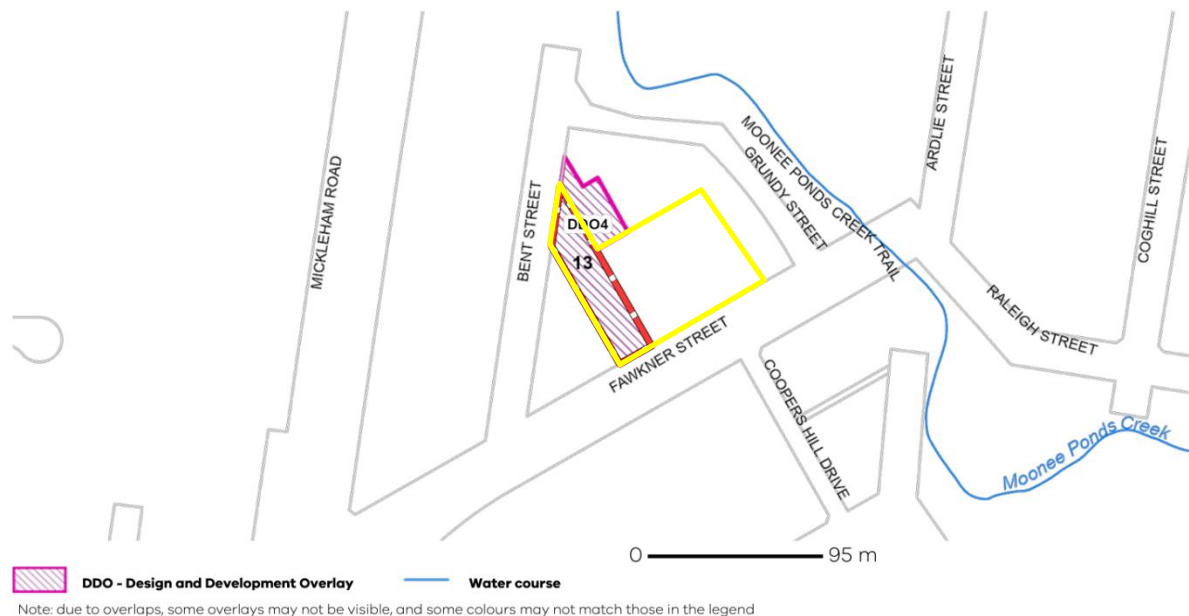 MICKLEHAM ROAD
BENT STREET
DDO4
13
FAWKNER STREET
GRUNDY STREET
MOONEE PONDS CREEK TRAIL
ARDLIE STREET
COGHILL STREET
RALEIGH STREET
COOPERS HILL DRIVE
Moonee Ponds Creek
0 95 m
DDO - Design and Development Overlay Water course
Note: due to overlaps, some overlays may not be visible, and some colours may not match those in the legend